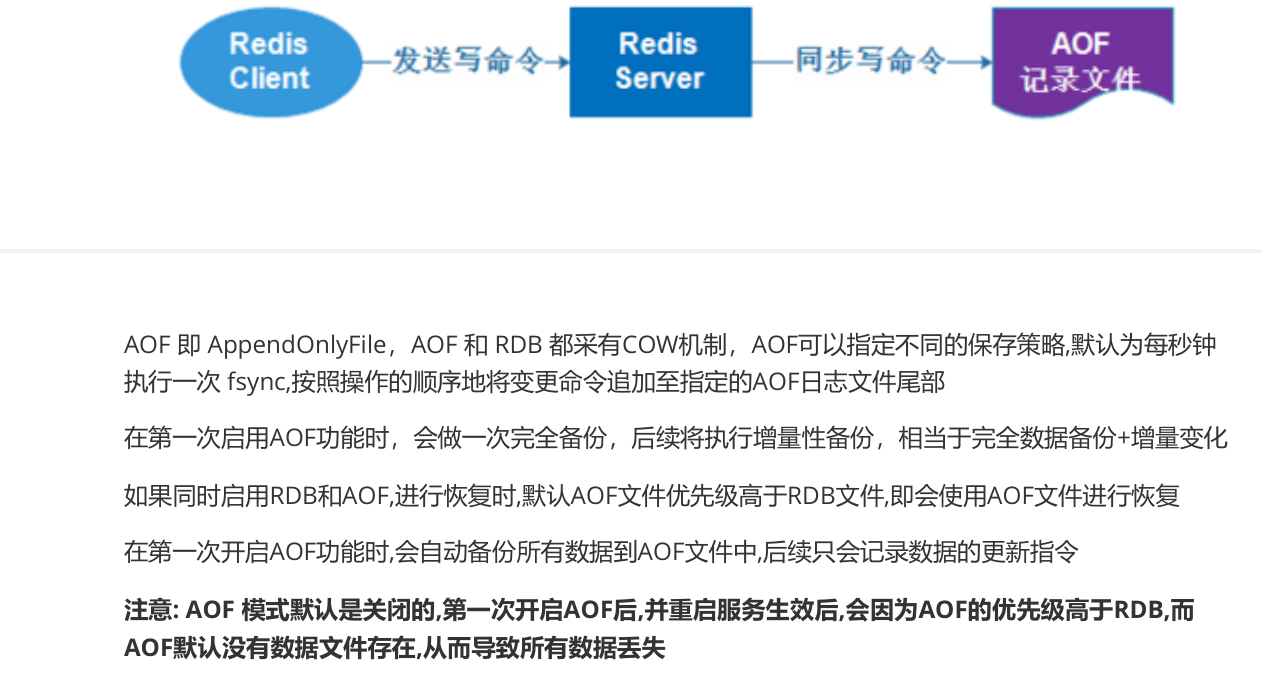 Redis
Client
发送写命令
Redis
Server
同步写命令
AOF
记录文件
AOF 即 AppendOnlyFile，AOF 和 RDB 都采有COW机制，AOF可以指定不同的保存策略,默认为每秒钟
执行一次 fsync,按照操作的顺序地将变更命令追加至指定的AOF日志文件尾部
在第一次启用AOF功能时，会做一次完全备份，后续将执行增量性备份，相当于完全数据备份+增量变化
如果同时启用RDB和AOF,进行恢复时,默认AOF文件优先级高于RDB文件,即会使用AOF文件进行恢复
在第一次开启AOF功能时,会自动备份所有数据到AOF文件中,后续只会记录数据的更新指令
注意: AOF 模式默认是关闭的,第一次开启AOF后,并重启服务生效后,会因为AOF的优先级高于RDB,而
AOF默认没有数据文件存在,从而导致所有数据丢失